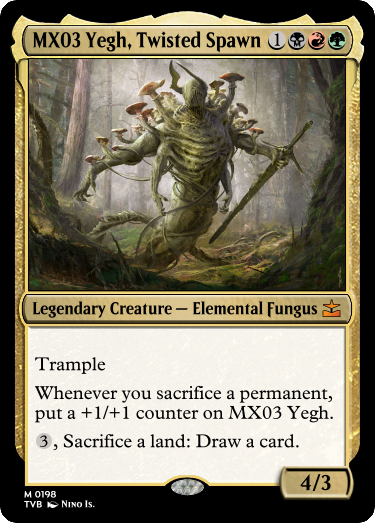 MX03 Yegh, Twisted Spawn 1
Legendary Creature — Elemental Fungus
Trample
Whenever you sacrifice a permanent,
put a +1/+1 counter on MX03 Yegh.
3, Sacrifice a land: Draw a card.
4/3
M 0198
TVB NINO IS.